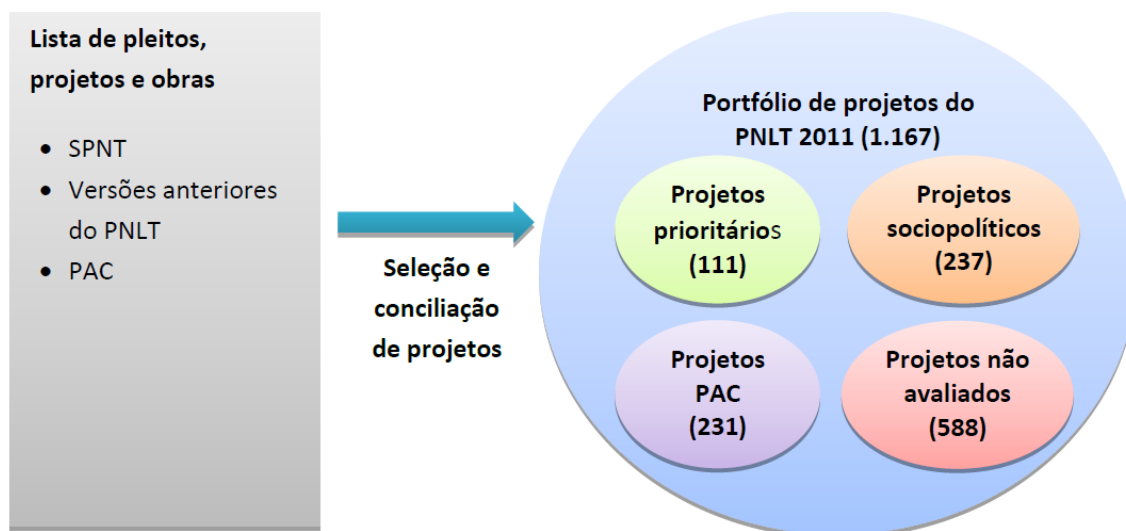 Lista de pleitos,
projetos e obras
• SPNT
• Versões anteriores
do PNLT
• PAC
Seleção e
conciliação
de projetos
Portfólio de projetos do
PNLT 2011 (1.167)
Projetos
prioritários
(111)
Projetos
sociopolíticos
(237)
Projetos
PAC
(231)
Projetos não
avaliados
(588)